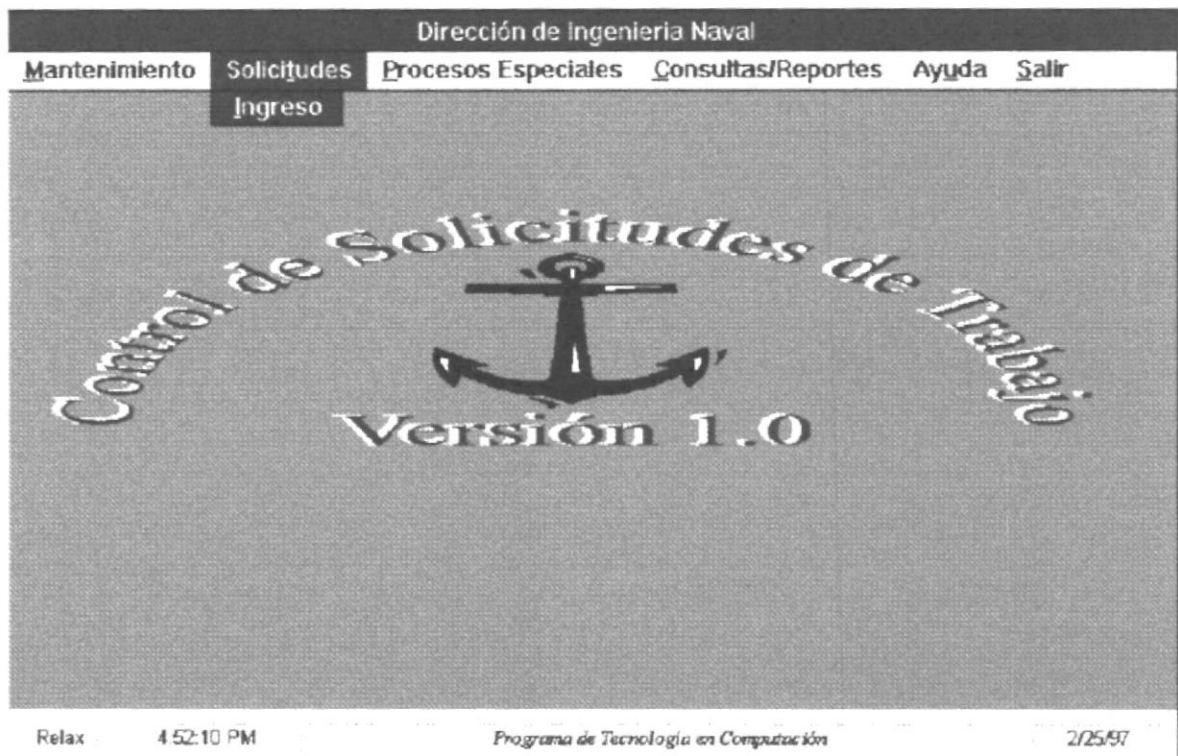 Dirección de Ingenieria Naval
Mantenimiento Solicitudes Procesos Especiales Consultas/Reportes Ayuda Salir
Ingreso
Control de Solicitudes de Trabajo
Versión 1.0
Relax 4:52:10 PM Programa de Tecnología en Computación 2/25/97